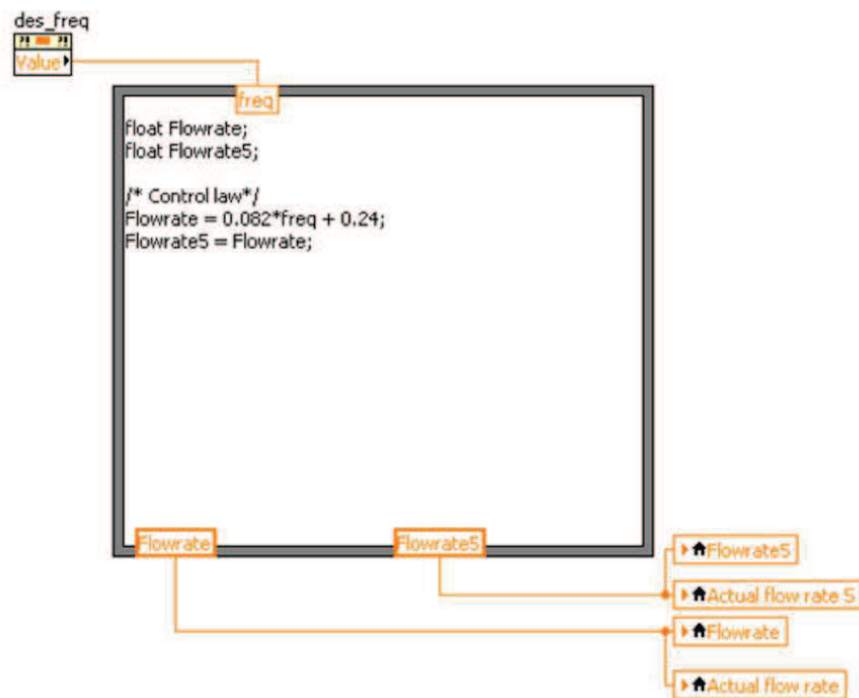 des_freq
Value
freq
float Flowrate;
float Flowrate5;
/* Control law*/
Flowrate = 0.082*freq + 0.24;
Flowrate5 = Flowrate;
Flowrate
Flowrate5
Flowrate5
Actual flow rate 5
Flowrate
Actual flow rate